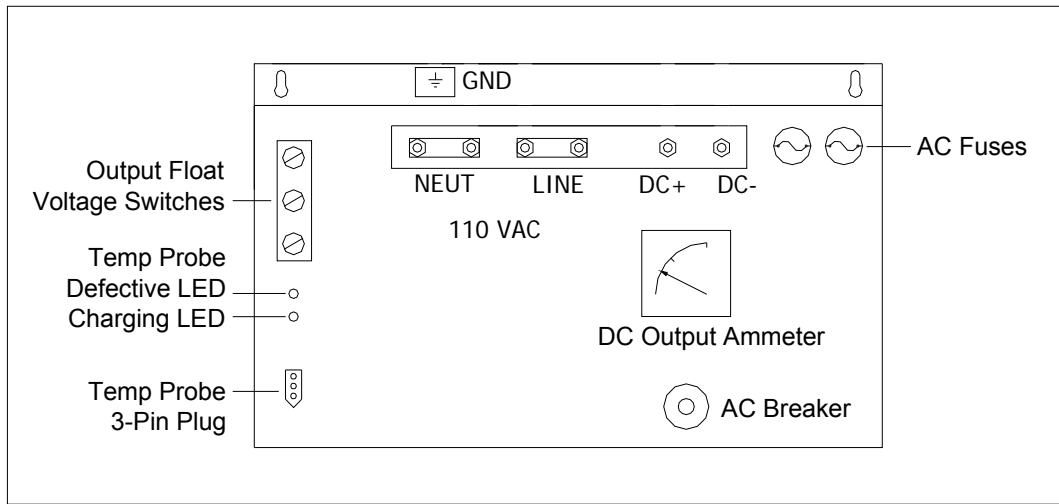 GND
AC Fuses
Output Float
Voltage Switches
NEUT
LINE
DC+
DC-
110 VAC
Temp Probe
Defective LED
Charging LED
DC Output Ammeter
Temp Probe
3-Pin Plug
AC Breaker